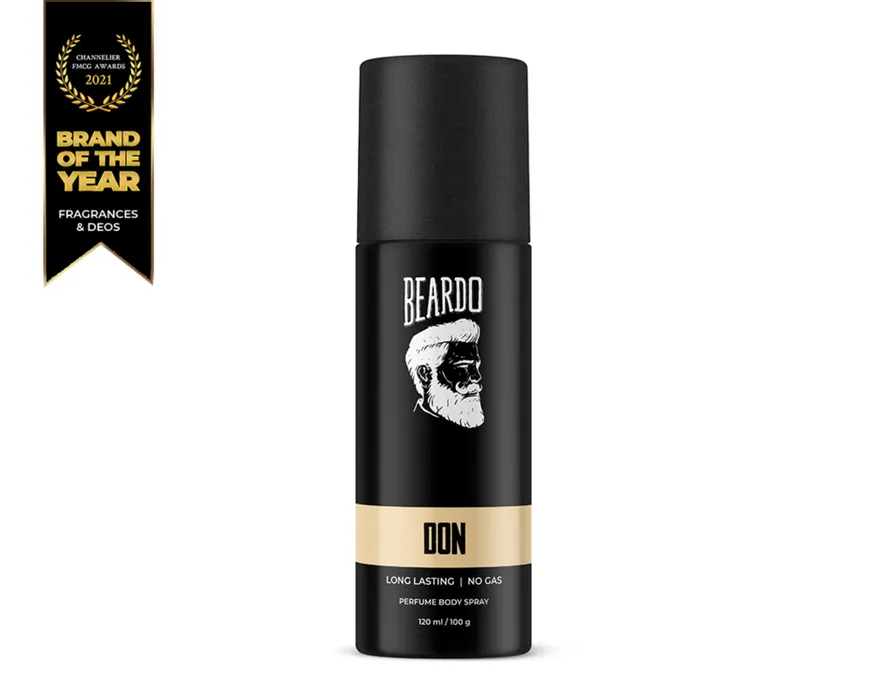 CHANNELIER
FMCG AWARDS
2021
BRAND
OF THE
YEAR
FRAGRANCES
& DEOS
BEARDO
DON
LONG LASTING | NO GAS
PERFUME BODY SPRAY
120 ml / 100 g